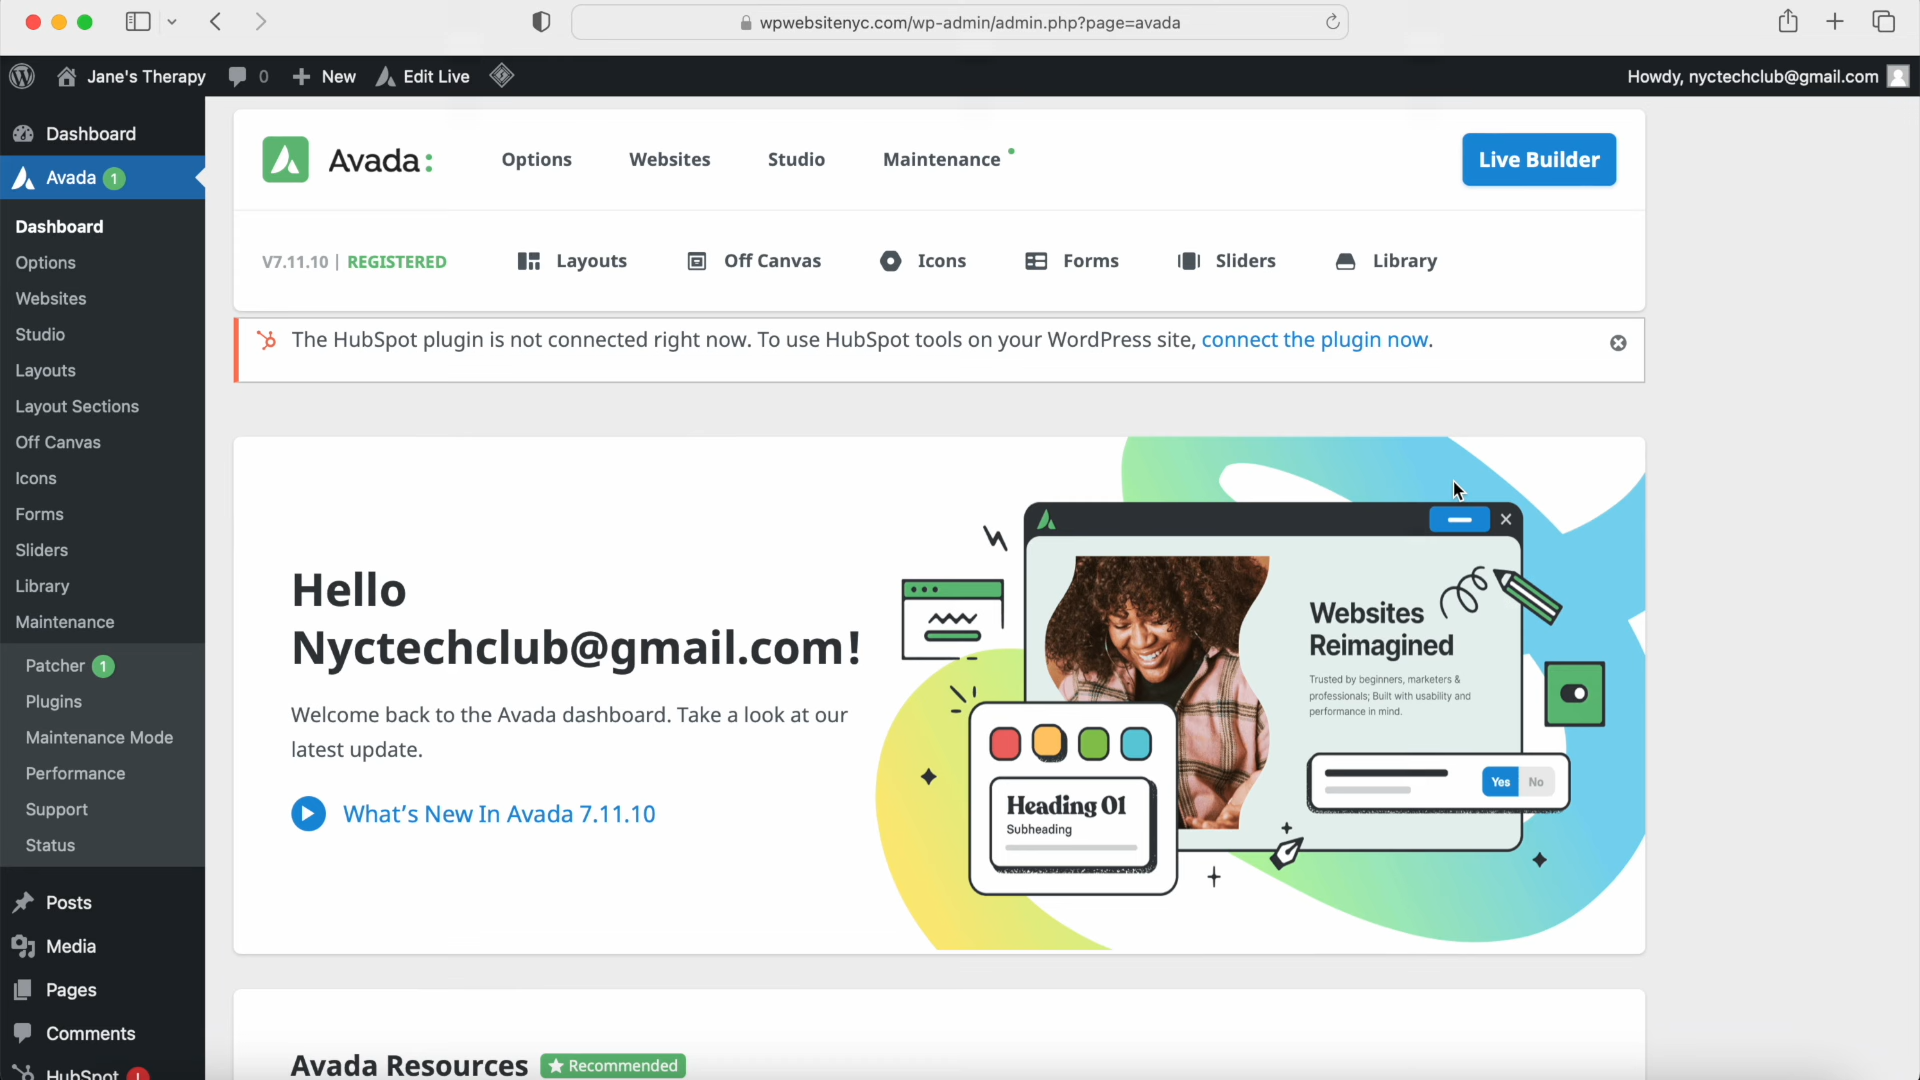 wpwebsitenyc.com/wp-admin/admin.php?page=avada
Jane's Therapy
0
New
Edit Live
Howdy, nyctechclub@gmail.com
Dashboard
Avada 1
Dashboard
Options
Websites
Studio
Layouts
Layout Sections
Off Canvas
Icons
Forms
Sliders
Library
Maintenance
Patcher 1
Plugins
Maintenance Mode
Performance
Support
Status
Posts
Media
Pages
Comments
HubSpot !
Avada:
Options
Websites
Studio
Maintenance
Live Builder
V7.11.10 | REGISTERED
Layouts
Off Canvas
Icons
Forms
Sliders
Library
The HubSpot plugin is not connected right now. To use HubSpot tools on your WordPress site, connect the plugin now.
Hello
Nyctechclub@gmail.com!
Welcome back to the Avada dashboard. Take a look at our
latest update.
What's New In Avada 7.11.10
Websites
Reimagined
Trusted by beginners, marketers &
professionals; Built with usability and
performance in mind.
Yes No
Heading 01
Subheading
Avada Resources
Recommended